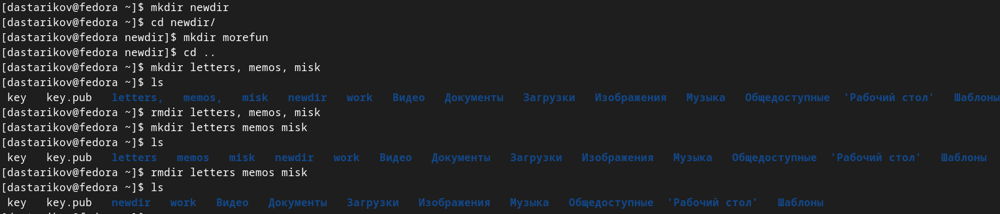 [dastarikov@fedora ~]$ mkdir newdir
[dastarikov@fedora ~]$ cd newdir/
[dastarikov@fedora newdir]$ mkdir morefun
[dastarikov@fedora newdir]$ cd ..
[dastarikov@fedora ~]$ mkdir letters, memos, misk
[dastarikov@fedora ~]$ ls
key key.pub letters, memos, misk newdir work Видео Документы Загрузки Изображения Музыка Общедоступные 'Рабочий стол' Шаблоны
[dastarikov@fedora ~]$ rmdir letters, memos, misk
[dastarikov@fedora ~]$ mkdir letters memos misk
[dastarikov@fedora ~]$ ls
key key.pub letters memos misk newdir work Видео Документы Загрузки Изображения Музыка Общедоступные 'Рабочий стол' Шаблоны
[dastarikov@fedora ~]$ rmdir letters memos misk
[dastarikov@fedora ~]$ ls
key key.pub newdir work Видео Документы Загрузки Изображения Музыка Общедоступные 'Рабочий стол' Шаблоны